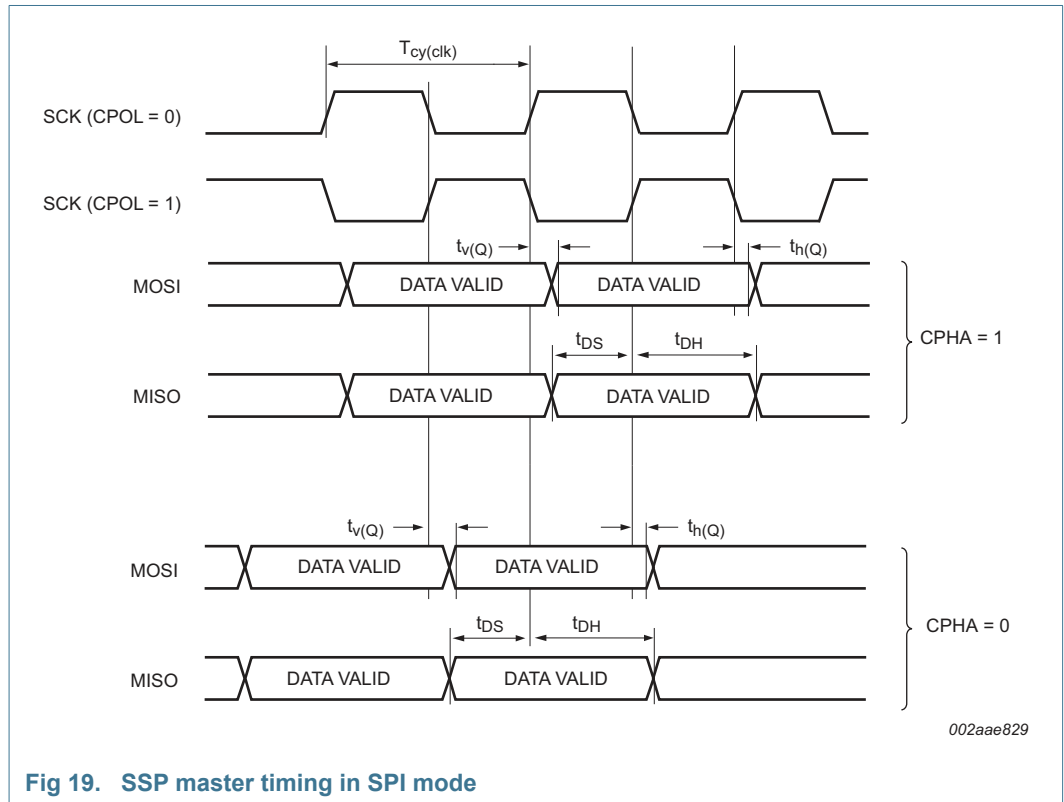 Tcy(clk)
SCK (CPOL = 0)
SCK (CPOL = 1)
tv(Q)
th(Q)
MOSI
DATA VALID
DATA VALID
tDS
tDH
CPHA = 1
MISO
DATA VALID
DATA VALID
tv(Q)
th(Q)
MOSI
DATA VALID
DATA VALID
tDS
tDH
CPHA = 0
MISO
DATA VALID
DATA VALID
002aae829
Fig 19. SSP master timing in SPI mode